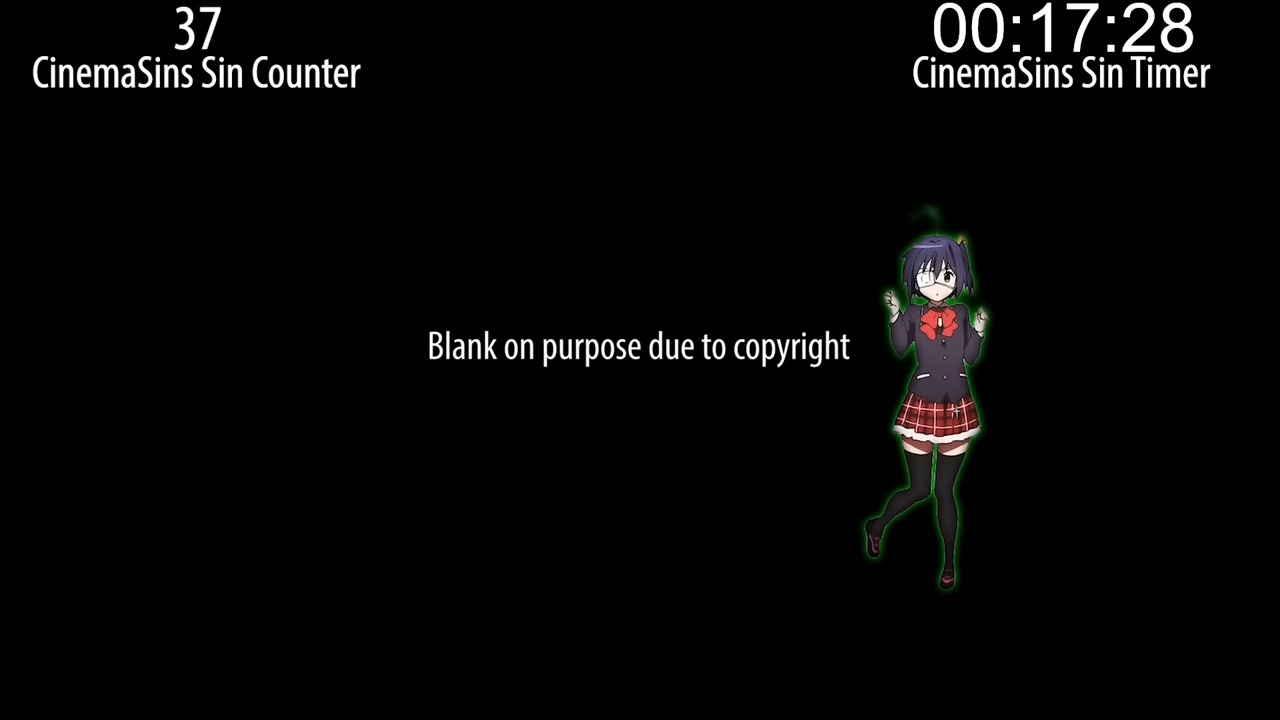 37
CinemaSins Sin Counter
00:17:28
CinemaSins Sin Timer
Blank on purpose due to copyright